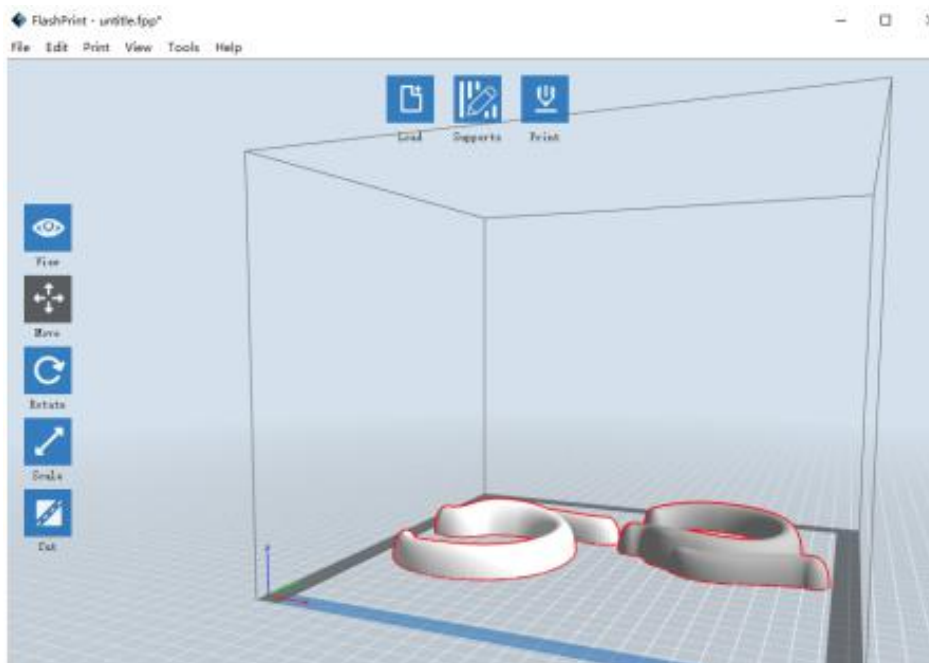 FlashPrint - untitle.fpp*
File Edit Print View Tools Help
Load Supports Print
View
Move
Rotate
Scale
Cut